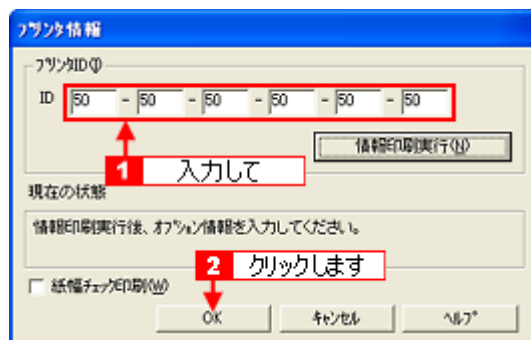 プリンタ情報
プリンタID(I)
ID 50 - 50 - 50 - 50 - 50 - 50
情報印刷実行(N)
1 入力して
現在の状態
情報印刷実行後、オプション情報を入力してください。
2 クリックします
紙幅チェック印刷(W)
OK キャンセル ヘルプ